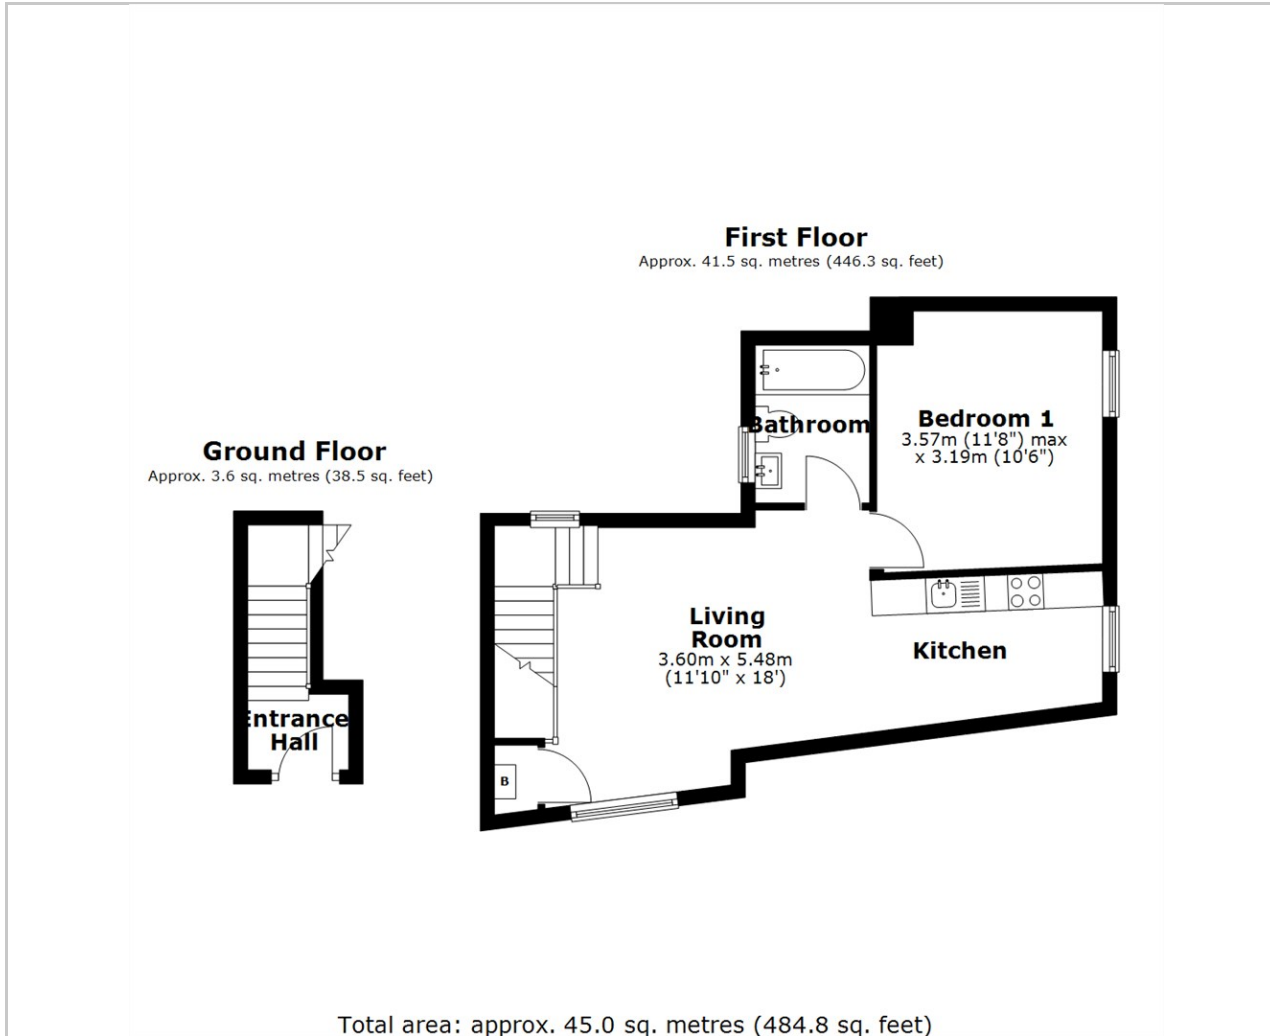 First Floor
Approx. 41.5 sq. metres (446.3 sq. feet)
Ground Floor
Approx. 3.6 sq. metres (38.5 sq. feet)
Bathroom
Bedroom 1
3.57m (11'8") max
x 3.19m (10'6")
Living
Room
3.60m x 5.48m
(11'10" x 18')
Kitchen
Entrance
Hall
B
Total area: approx. 45.0 sq. metres (484.8 sq. feet)